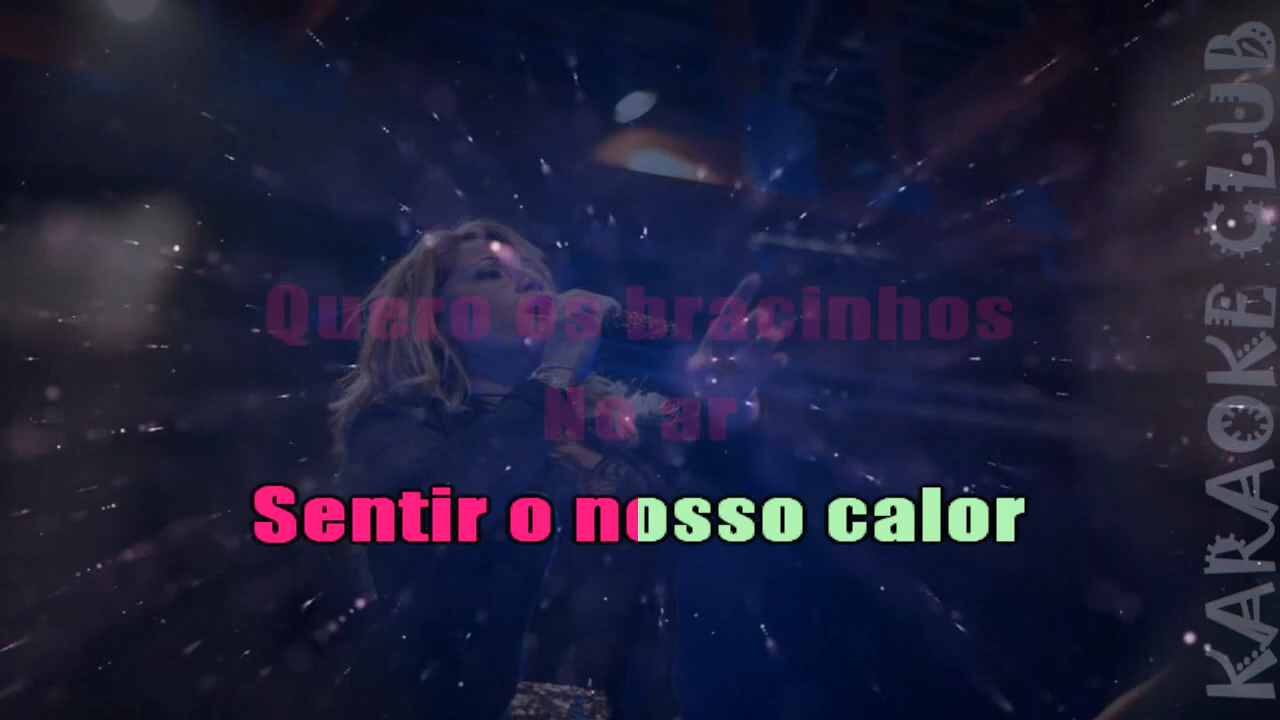 Quero os bracinhos
No ar
Sentir o nosso calor
KARAOKE CLUB